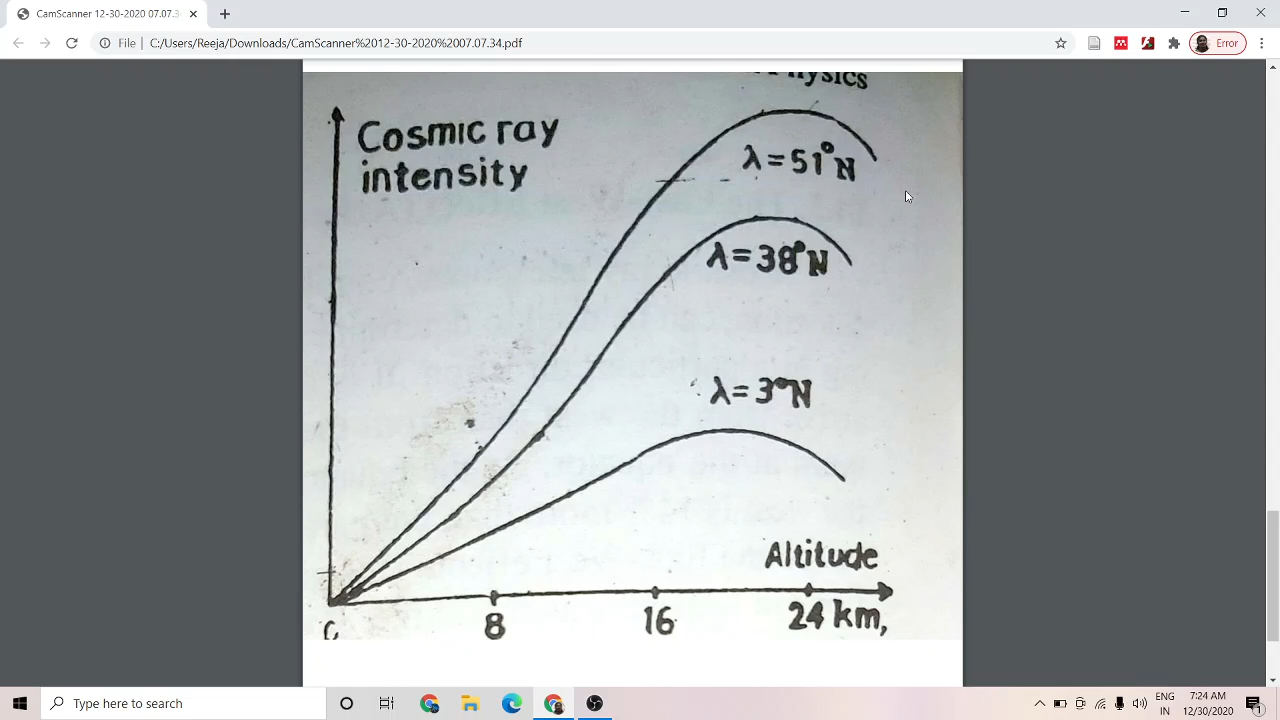 CamScanner 12-30-2020 07.07.3
File
C:/Users/Reeja/Downloads/CamScanner%2012-30-2020%2007.07.34.pdf
Error
Cosmic ray
intensity
λ=51°N
λ=38°N
λ=3°N
Altitude
8
16
24 km,
Type here to search
ENG
IN
7:24 AM
12/30/2020
1